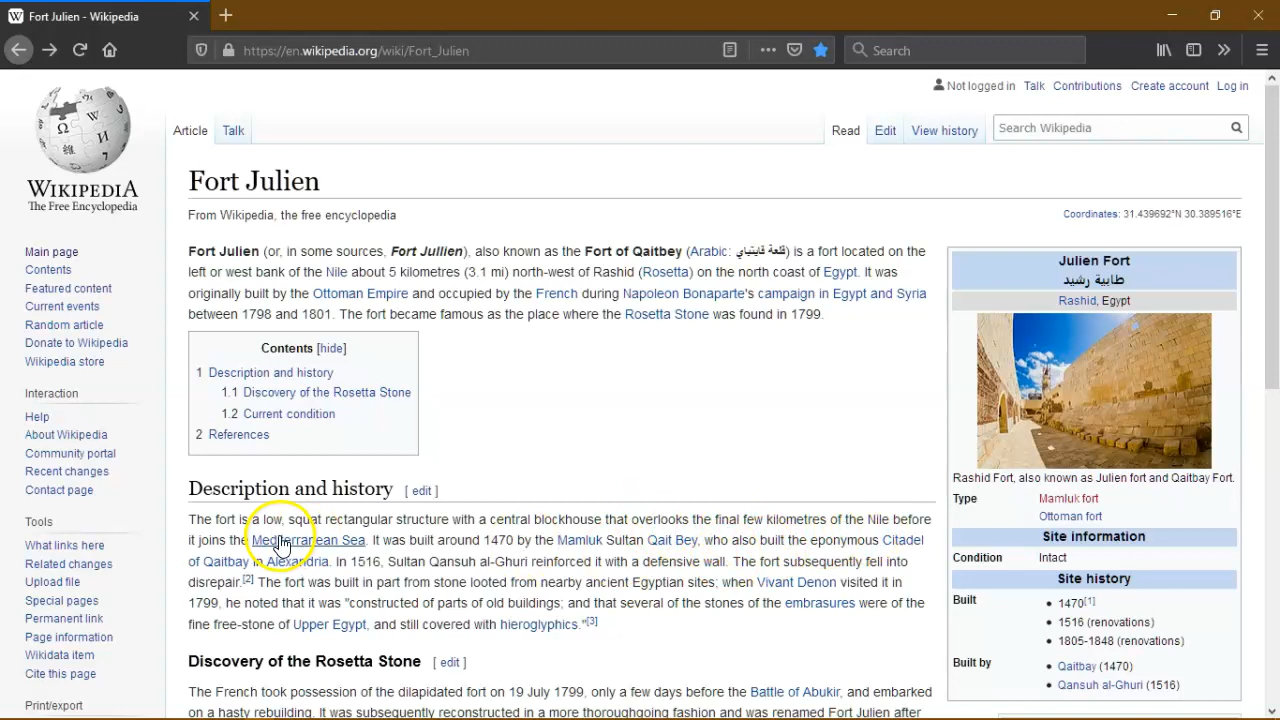 Fort Julien - Wikipedia
https://en.wikipedia.org/wiki/Fort_Julien
Search
Not logged in Talk Contributions Create account Log in
WIKIPEDIA
The Free Encyclopedia
Article Talk
Read Edit View history
Search Wikipedia
Main page
Contents
Featured content
Current events
Random article
Donate to Wikipedia
Wikipedia store
Interaction
Help
About Wikipedia
Community portal
Recent changes
Contact page
Tools
What links here
Related changes
Upload file
Special pages
Permanent link
Page information
Wikidata item
Cite this page
Print/export
Fort Julien
From Wikipedia, the free encyclopedia
Coordinates: 31.439692°N 30.389516°E
Fort Julien (or, in some sources, Fort Jullien), also known as the Fort of Qaitbey (Arabic: قلعة قايتباي) is a fort located on the
left or west bank of the Nile about 5 kilometres (3.1 mi) north-west of Rashid (Rosetta) on the north coast of Egypt. It was
originally built by the Ottoman Empire and occupied by the French during Napoleon Bonaparte's campaign in Egypt and Syria
between 1798 and 1801. The fort became famous as the place where the Rosetta Stone was found in 1799.
Contents [hide]
1 Description and history
1.1 Discovery of the Rosetta Stone
1.2 Current condition
2 References
Description and history [ edit ]
The fort is a low, squat rectangular structure with a central blockhouse that overlooks the final few kilometres of the Nile before
it joins the Mediterranean Sea. It was built around 1470 by the Mamluk Sultan Qait Bey, who also built the eponymous Citadel
of Qaitbay in Alexandria. In 1516, Sultan Qansuh al-Ghuri reinforced it with a defensive wall. The fort subsequently fell into
disrepair.[2] The fort was built in part from stone looted from nearby ancient Egyptian sites; when Vivant Denon visited it in
1799, he noted that it was "constructed of parts of old buildings; and that several of the stones of the embrasures were of the
fine free-stone of Upper Egypt, and still covered with hieroglyphics."[3]
Discovery of the Rosetta Stone [ edit ]
The French took possession of the dilapidated fort on 19 July 1799, only a few days before the Battle of Abukir, and embarked
on a hasty rebuilding. It was subsequently reconstructed in a more thoroughgoing fashion and was renamed Fort Julien after
Julien Fort
طابية رشيد
Rashid, Egypt
Rashid Fort, also known as Julien fort and Qaitbay Fort.
Type Mamluk fort
Ottoman fort
Site information
Condition Intact
Site history
Built • 1470[1]
• 1516 (renovations)
• 1805-1848 (renovations)
Built by • Qaitbay (1470)
• Qansuh al-Ghuri (1516)